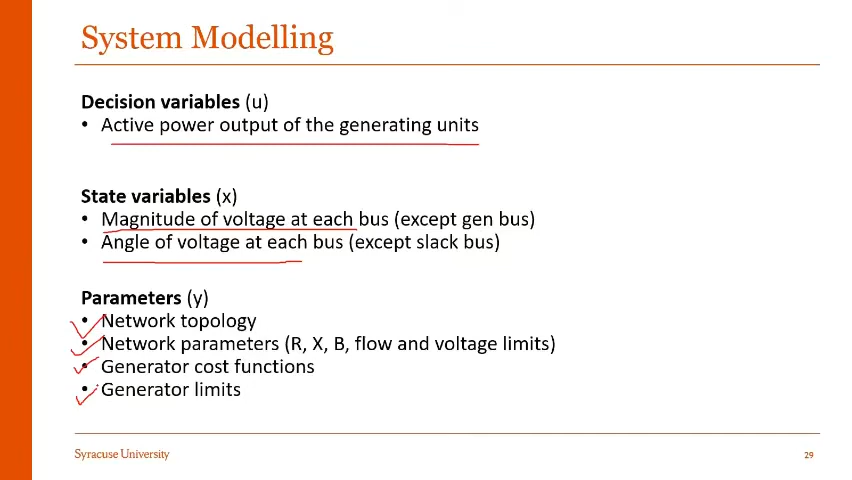 System Modelling
Decision variables (u)
• Active power output of the generating units
State variables (x)
• Magnitude of voltage at each bus (except gen bus)
• Angle of voltage at each bus (except slack bus)
Parameters (y)
• Network topology
• Network parameters (R, X, B, flow and voltage limits)
• Generator cost functions
• Generator limits
Syracuse University
29